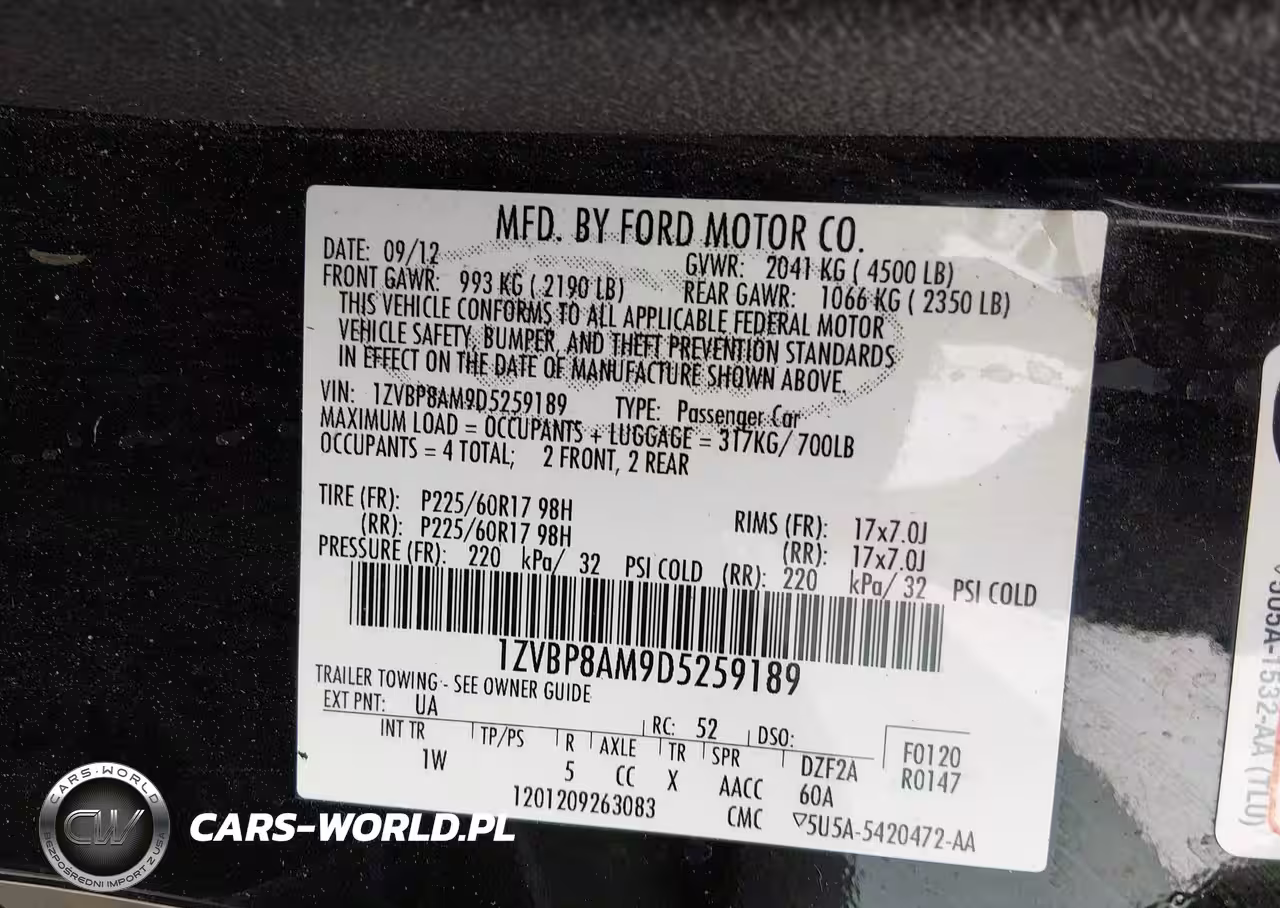 MFD. BY FORD MOTOR CO.
DATE: 09/12 GVWR: 2041 KG ( 4500 LB)
FRONT GAWR: 993 KG ( 2190 LB) REAR GAWR: 1066 KG ( 2350 LB)
THIS VEHICLE CONFORMS TO ALL APPLICABLE FEDERAL MOTOR
VEHICLE SAFETY, BUMPER, AND THEFT PREVENTION STANDARDS
IN EFFECT ON THE DATE OF MANUFACTURE SHOWN ABOVE.
VIN: 1ZVBP8AM9D5259189 TYPE: Passenger Car
MAXIMUM LOAD = OCCUPANTS + LUGGAGE = 317KG/ 700LB
OCCUPANTS = 4 TOTAL; 2 FRONT, 2 REAR
TIRE (FR): P225/60R17 98H RIMS (FR): 17x7.0J
(RR): P225/60R17 98H (RR): 17x7.0J
PRESSURE (FR): 220 kPa/ 32 PSI COLD (RR): 220 kPa/ 32 PSI COLD
1ZVBP8AM9D5259189
TRAILER TOWING - SEE OWNER GUIDE
EXT PNT: UA RC: 52 DSO:
INT TR TP/PS R AXLE TR SPR DZF2A F0120
1W 5 CC X AACC 60A R0147
1201209263083 CMC ▽5U5A-5420472-AA
CARS-WORLD
CW
BEZPOŚREDNI IMPORT Z USA
CARS-WORLD.PL